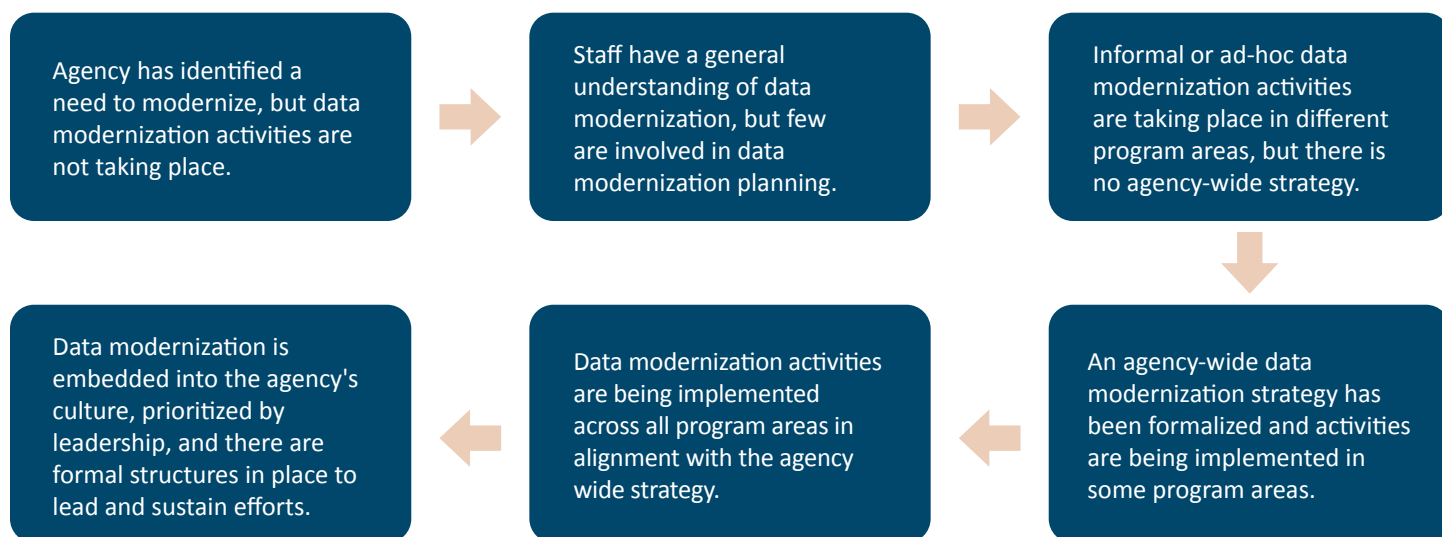 Agency has identified a
need to modernize, but data
modernization activities are
not taking place.
Staff have a general
understanding of data
modernization, but few
are involved in data
modernization planning.
Informal or ad-hoc data
modernization activities
are taking place in different
program areas, but there is
no agency-wide strategy.
An agency-wide data
modernization strategy has
been formalized and activities
are being implemented in
some program areas.
Data modernization activities
are being implemented
across all program areas in
alignment with the agency
wide strategy.
Data modernization is
embedded into the agency's
culture, prioritized by
leadership, and there are
formal structures in place to
lead and sustain efforts.